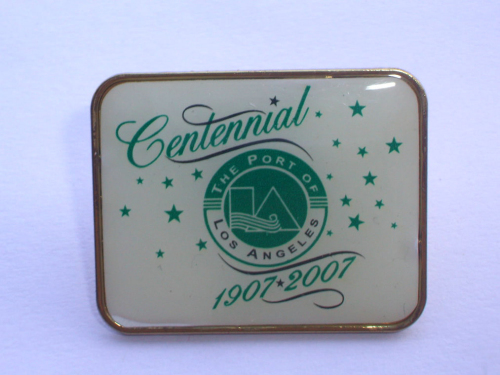 Centennial
THE PORT OF
LA
LOS ANGELES
1907★2007